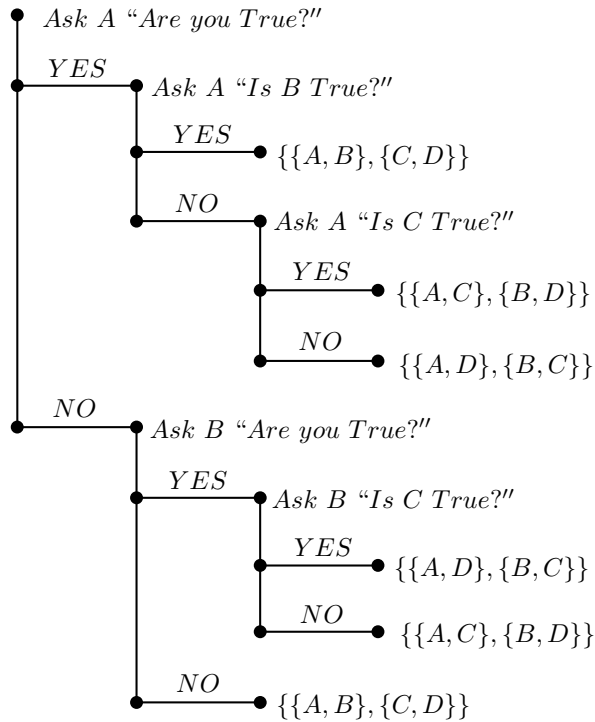 Ask A “Are you True?″
YES Ask A “Is B True?″
YES {{A, B}, {C, D}}
NO Ask A “Is C True?″
YES {{A, C}, {B, D}}
NO {{A, D}, {B, C}}
NO Ask B “Are you True?″
YES Ask B “Is C True?″
YES {{A, D}, {B, C}}
NO {{A, C}, {B, D}}
NO {{A, B}, {C, D}}